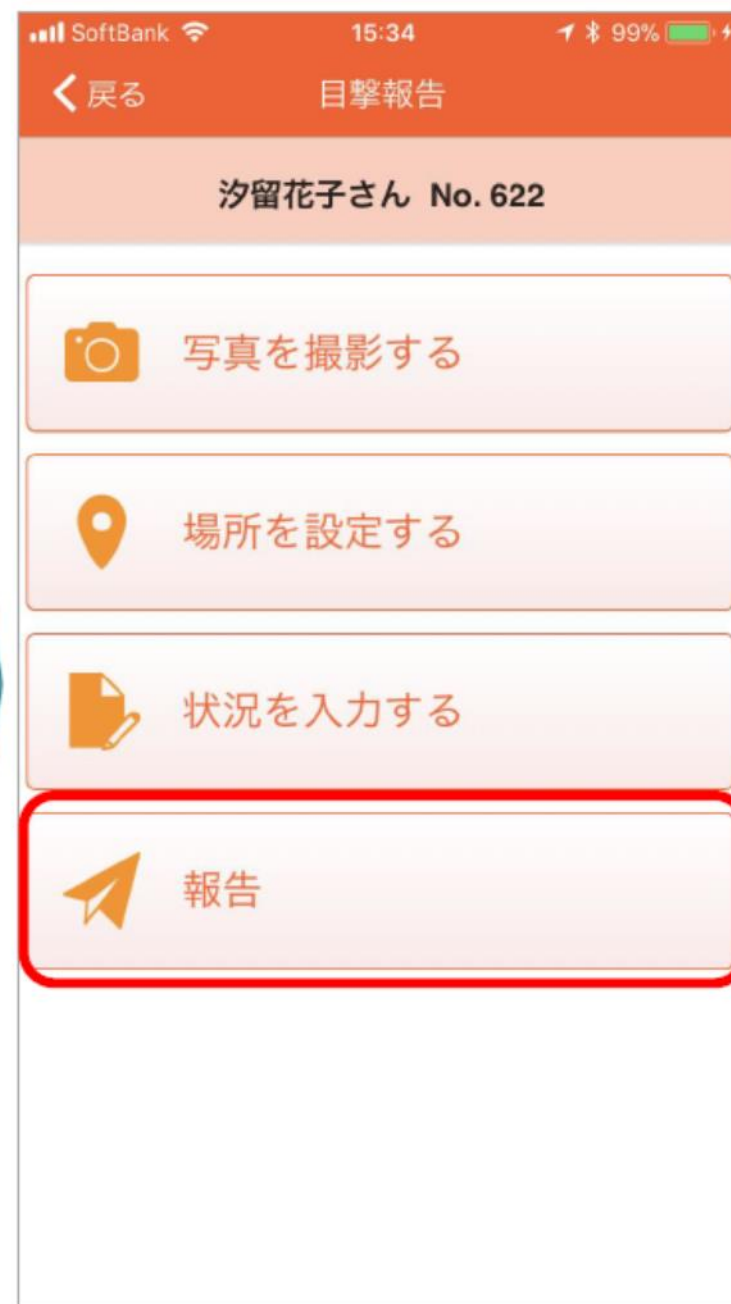 SoftBank 15:34 99%
戻る 目撃報告
汐留花子さん No. 622
写真を撮影する
場所を設定する
状況を入力する
報告